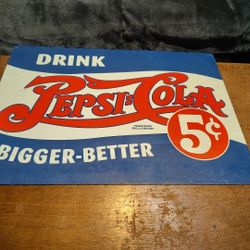 DRINK
PEPSI:COLA
5¢
BIGGER-BETTER